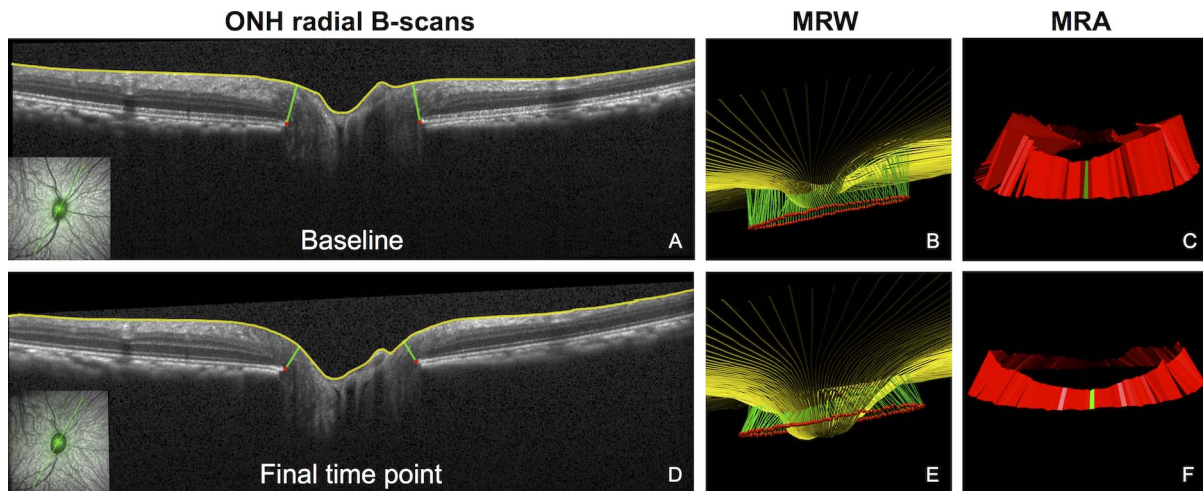 ONH radial B-scans
MRW
MRA
Baseline
A
B
C
Final time point
D
E
F